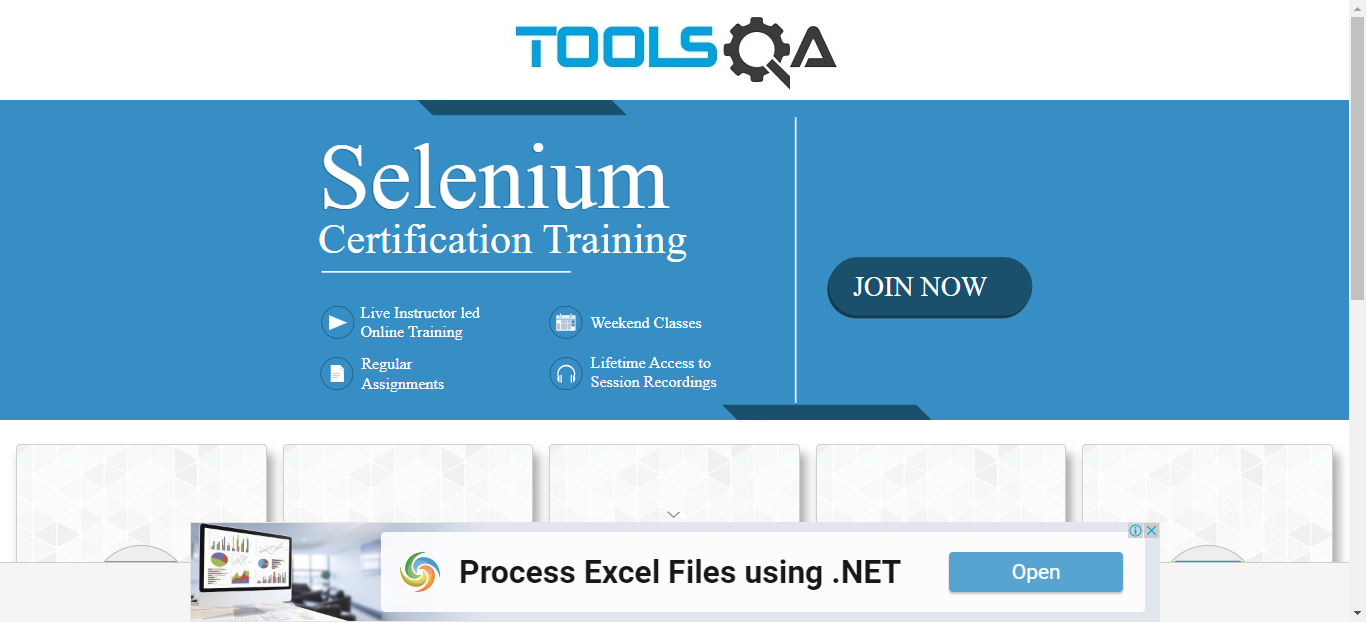 TOOLSQA
Selenium
Certification Training
Live Instructor led
Online Training
Weekend Classes
Regular
Assignments
Lifetime Access to
Session Recordings
JOIN NOW
Process Excel Files using .NET
Open